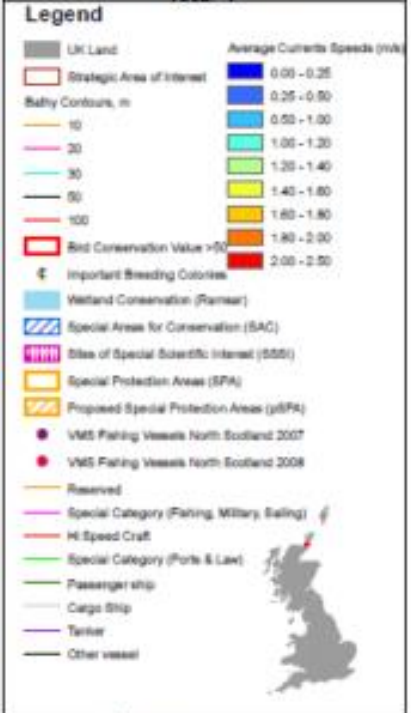 Legend
UK Land
Strategic Area of Interest
Bathy Contours, m
10
20
30
50
100
Bird Conservation Value >50
Important Breeding Colonies
Wetland Conservation (Ramsar)
Special Areas for Conservation (SAC)
Sites of Special Scientific Interest (SSSI)
Special Protection Areas (SPA)
Proposed Special Protection Areas (pSPA)
VMS Fishing Vessels North Scotland 2007
VMS Fishing Vessels North Scotland 2008
Reserved
Special Category (Fishing, Military, Sailing)
Hi Speed Craft
Special Category (Ports & Law)
Passenger ship
Cargo Ship
Tanker
Other vessel
Average Currents Speeds (m/s)
0.00 - 0.25
0.25 - 0.50
0.50 - 1.00
1.00 - 1.20
1.20 - 1.40
1.40 - 1.60
1.60 - 1.80
1.80 - 2.00
2.00 - 2.50